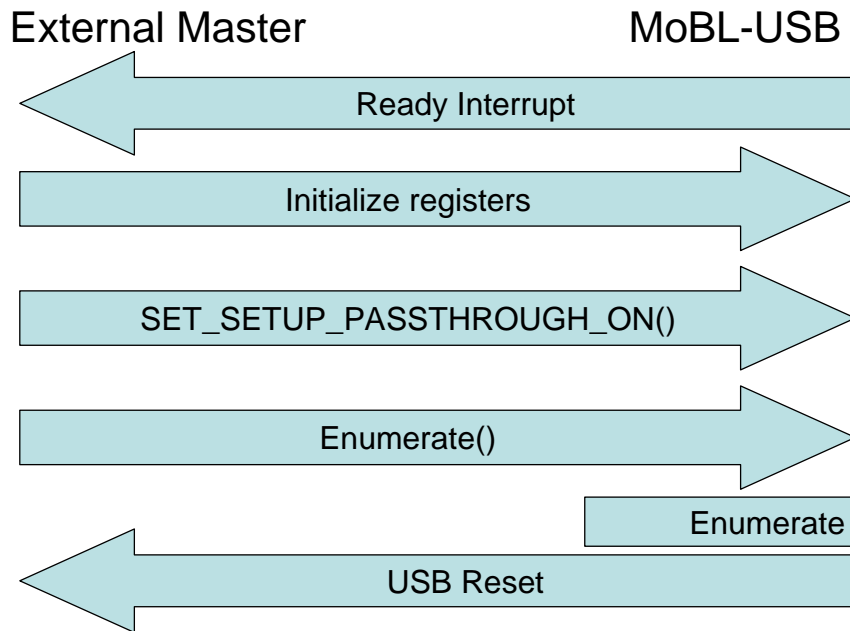 External Master MoBL-USB
Ready Interrupt
Initialize registers
SET_SETUP_PASSTHROUGH_ON()
Enumerate()
Enumerate
USB Reset